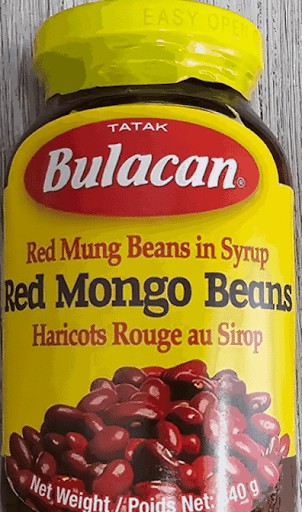 EASY OPEN
TATAK
Bulacan®
Red Mung Beans in Syrup
Red Mongo Beans
Haricots Rouge au Sirop
Net Weight / Poids Net: 340 g